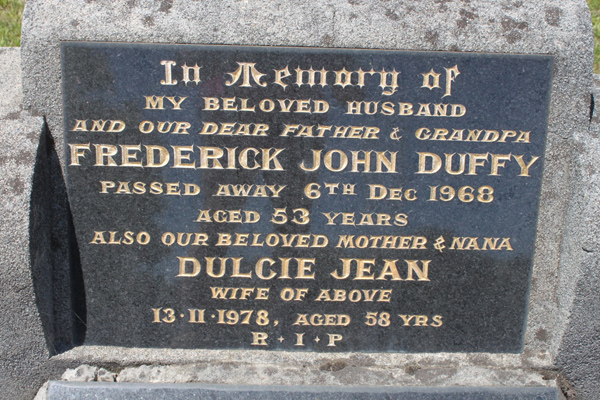 In Memory of
MY BELOVED HUSBAND
AND OUR DEAR FATHER & GRANDPA
FREDERICK JOHN DUFFY
PASSED AWAY 6TH DEC 1968
AGED 53 YEARS
ALSO OUR BELOVED MOTHER & NANA
DULCIE JEAN
WIFE OF ABOVE
13·11·1978, AGED 58 YRS
R·I·P